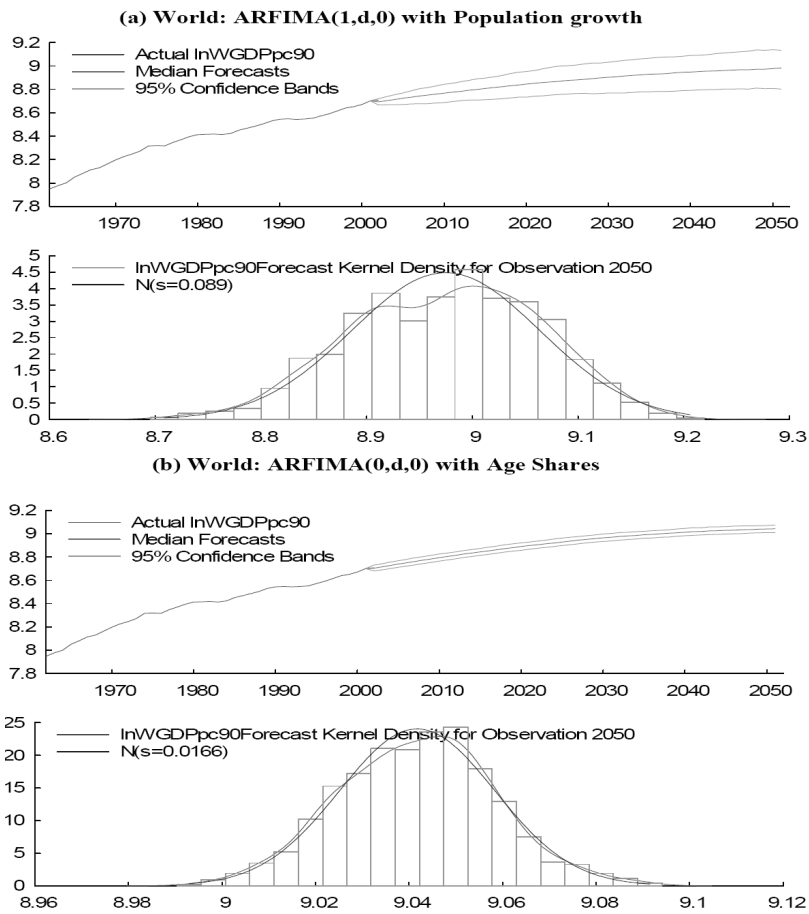 (a) World: ARFIMA(1,d,0) with Population growth
9.2
9
8.8
8.6
8.4
8.2
8
7.8
Actual lnWGDPpc90
Median Forecasts
95% Confidence Bands
1970 1980 1990 2000 2010 2020 2030 2040 2050
5
4.5
4
3.5
3
2.5
2
1.5
1
.5
0
lnWGDPpc90Forecast Kernel Density for Observation 2050
N(s=0.089)
8.6 8.7 8.8 8.9 9 9.1 9.2 9.3
(b) World: ARFIMA(0,d,0) with Age Shares
9.2
9
8.8
8.6
8.4
8.2
8
7.8
Actual lnWGDPpc90
Median Forecasts
95% Confidence Bands
1970 1980 1990 2000 2010 2020 2030 2040 2050
25
20
15
10
5
0
lnWGDPpc90Forecast Kernel Density for Observation 2050
N(s=0.0166)
8.96 8.98 9 9.02 9.04 9.06 9.08 9.1 9.12